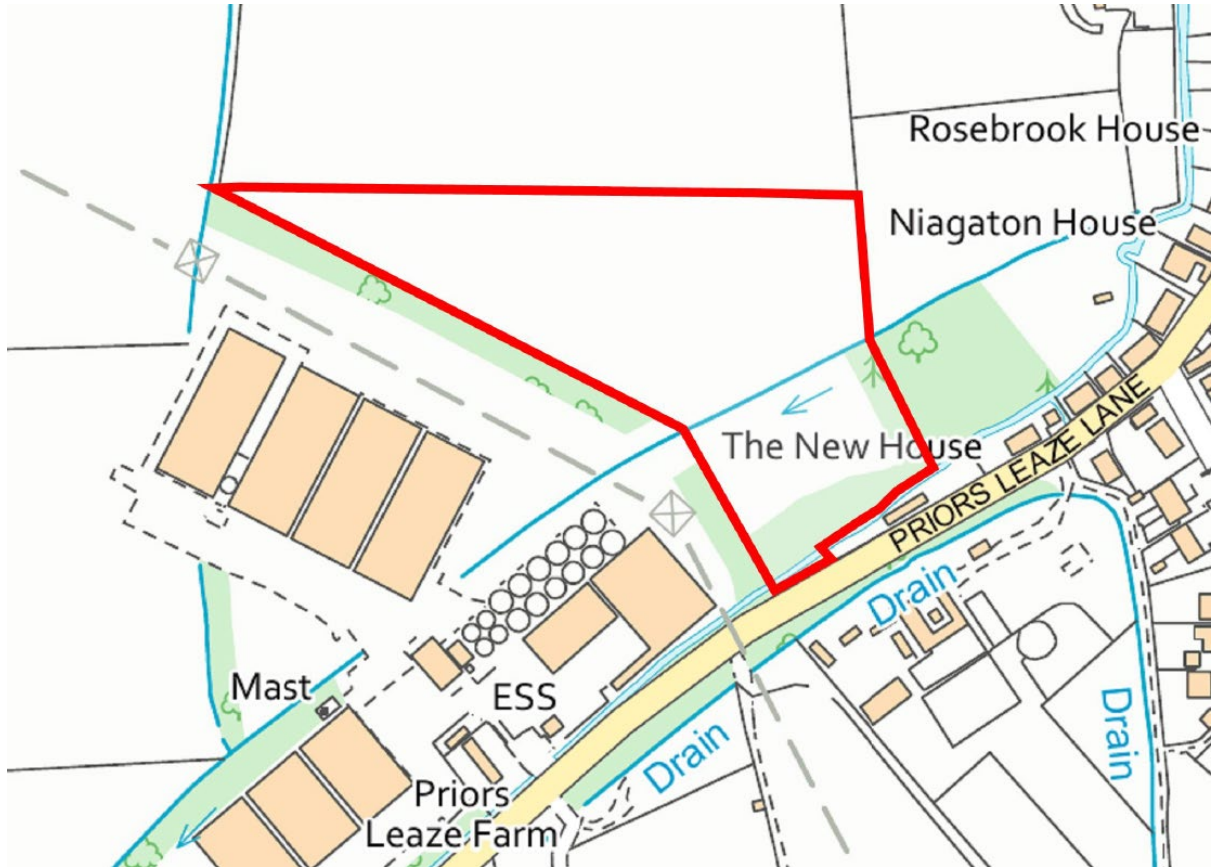 Rosebrook House
Niagaton House
The New House
PRIORS LEAZE LANE
Drain
Mast
ESS
Drain
Drain
Priors
Leaze Farm